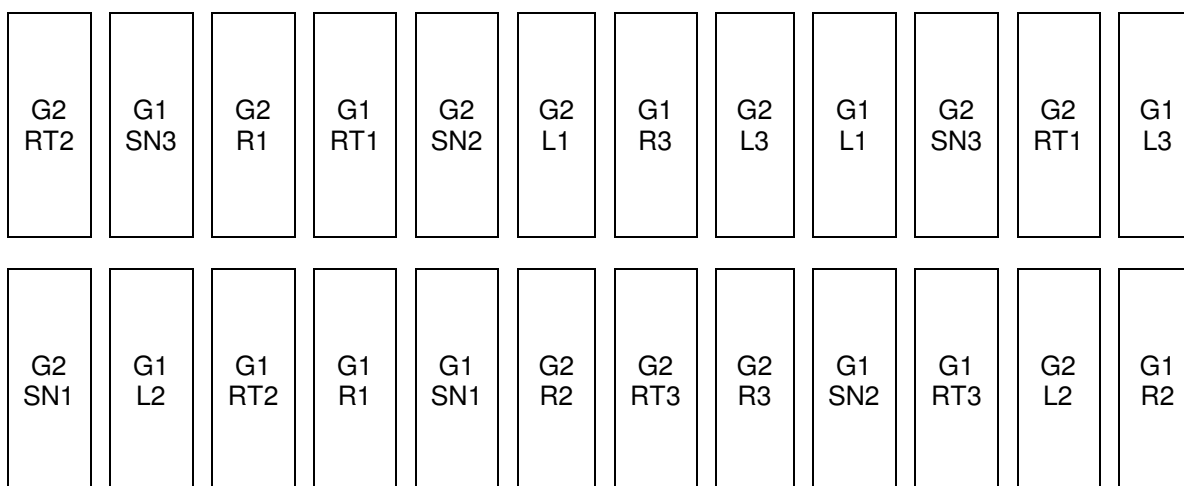 G2 G1 G2 G1 G2 G2 G1 G2 G1 G2 G2 G1
RT2 SN3 R1 RT1 SN2 L1 R3 L3 L1 SN3 RT1 L3
G2 G1 G1 G1 G1 G2 G2 G2 G1 G1 G2 G1
SN1 L2 RT2 R1 SN1 R2 RT3 R3 SN2 RT3 L2 R2